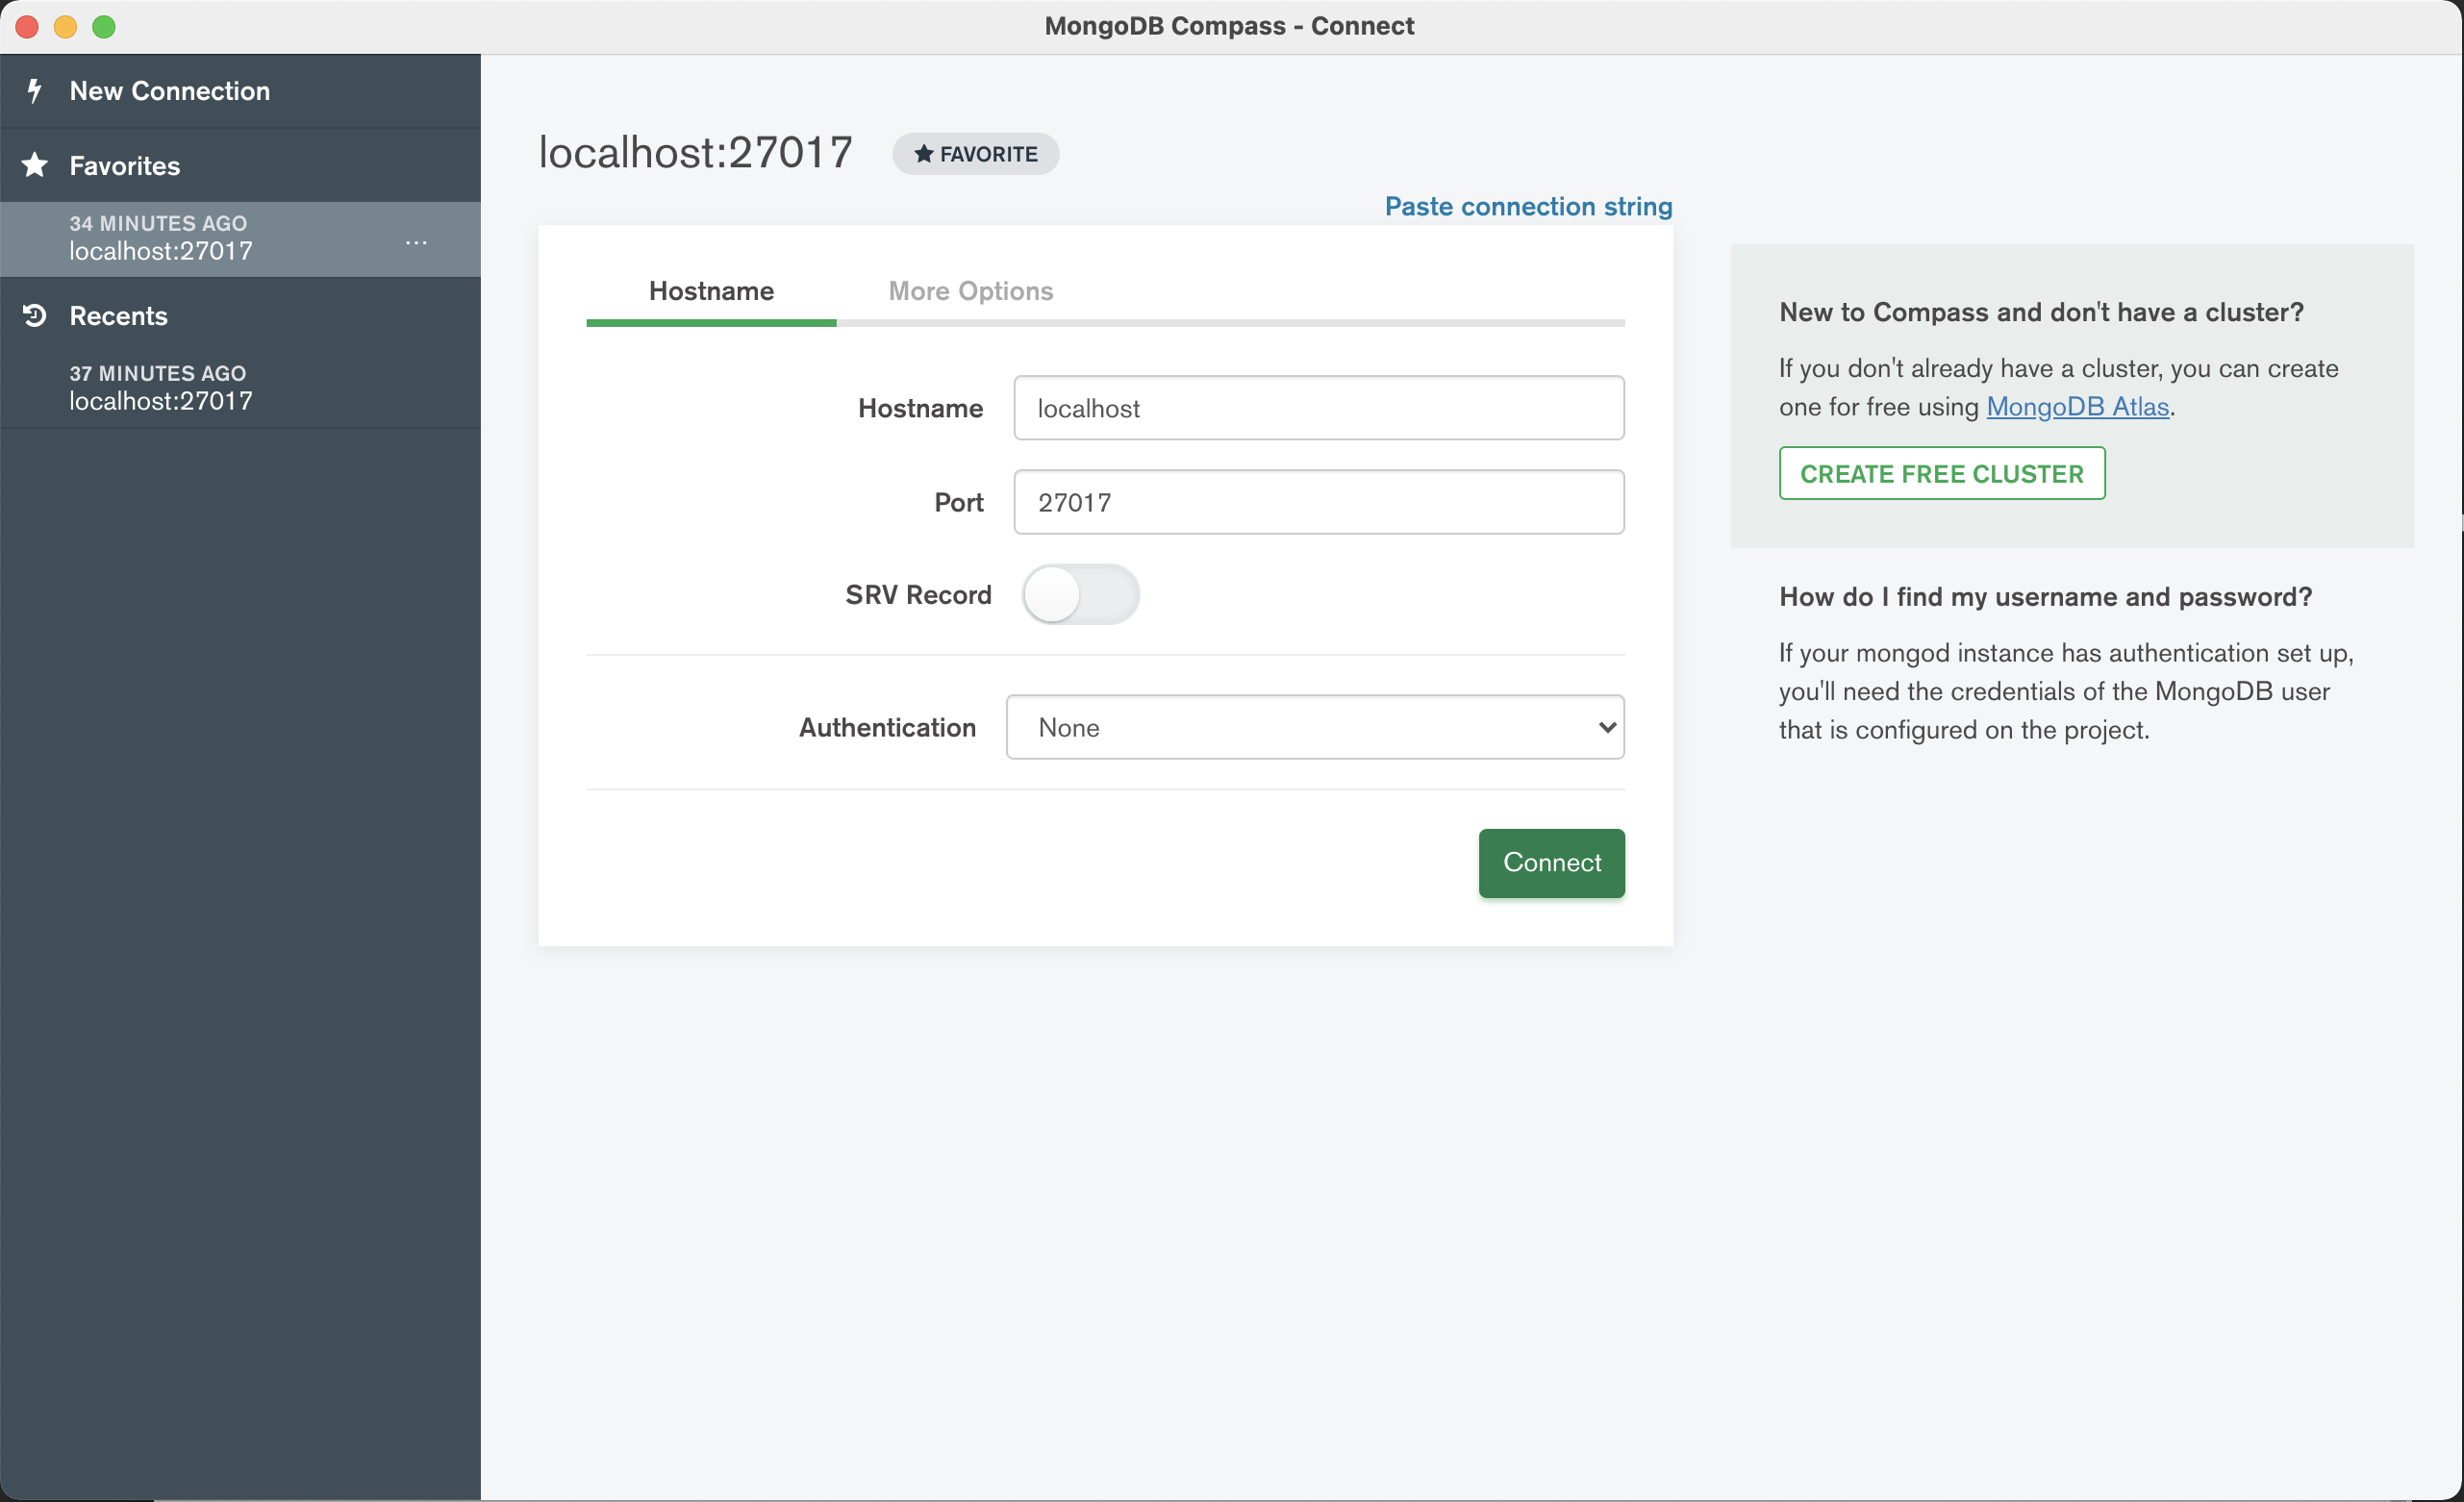 MongoDB Compass - Connect
New Connection
Favorites
34 MINUTES AGO
localhost:27017
...
Recents
37 MINUTES AGO
localhost:27017
localhost:27017
FAVORITE
Paste connection string
Hostname
More Options
Hostname
localhost
Port
27017
SRV Record
Authentication
None
Connect
New to Compass and don't have a cluster?
If you don't already have a cluster, you can create
one for free using MongoDB Atlas.
CREATE FREE CLUSTER
How do I find my username and password?
If your mongod instance has authentication set up,
you'll need the credentials of the MongoDB user
that is configured on the project.